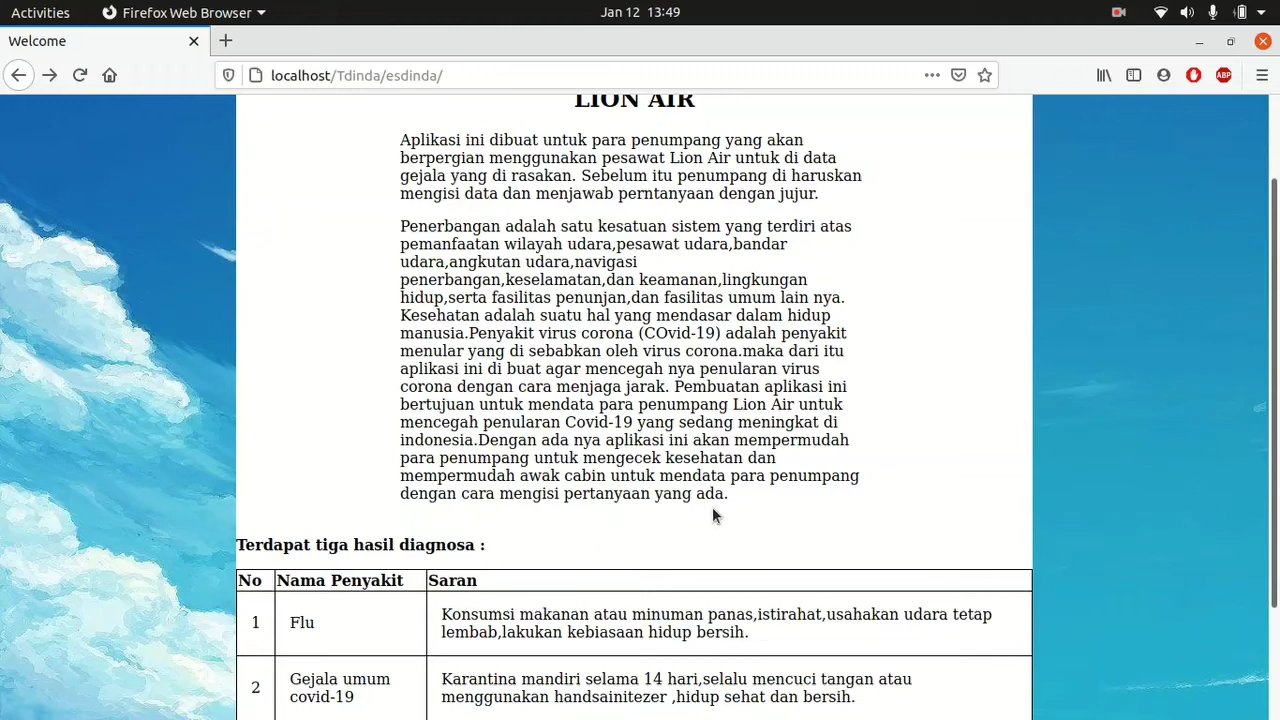 Activities
Firefox Web Browser
Jan 12 13:49
Welcome
localhost/Tdinda/esdinda/
ABP
LION AIR
Aplikasi ini dibuat untuk para penumpang yang akan
berpergian menggunakan pesawat Lion Air untuk di data
gejala yang di rasakan. Sebelum itu penumpang di haruskan
mengisi data dan menjawab perntanyaan dengan jujur.
Penerbangan adalah satu kesatuan sistem yang terdiri atas
pemanfaatan wilayah udara,pesawat udara,bandar
udara,angkutan udara,navigasi
penerbangan,keselamatan,dan keamanan,lingkungan
hidup,serta fasilitas penunjan,dan fasilitas umum lain nya.
Kesehatan adalah suatu hal yang mendasar dalam hidup
manusia.Penyakit virus corona (COvid-19) adalah penyakit
menular yang di sebabkan oleh virus corona.maka dari itu
aplikasi ini di buat agar mencegah nya penularan virus
corona dengan cara menjaga jarak. Pembuatan aplikasi ini
bertujuan untuk mendata para penumpang Lion Air untuk
mencegah penularan Covid-19 yang sedang meningkat di
indonesia.Dengan ada nya aplikasi ini akan mempermudah
para penumpang untuk mengecek kesehatan dan
mempermudah awak cabin untuk mendata para penumpang
dengan cara mengisi pertanyaan yang ada.
Terdapat tiga hasil diagnosa :
No Nama Penyakit Saran
1 Flu Konsumsi makanan atau minuman panas,istirahat,usahakan udara tetap
lembab,lakukan kebiasaan hidup bersih.
2 Gejala umum covid-19 Karantina mandiri selama 14 hari,selalu mencuci tangan atau
menggunakan handsainitezer ,hidup sehat dan bersih.